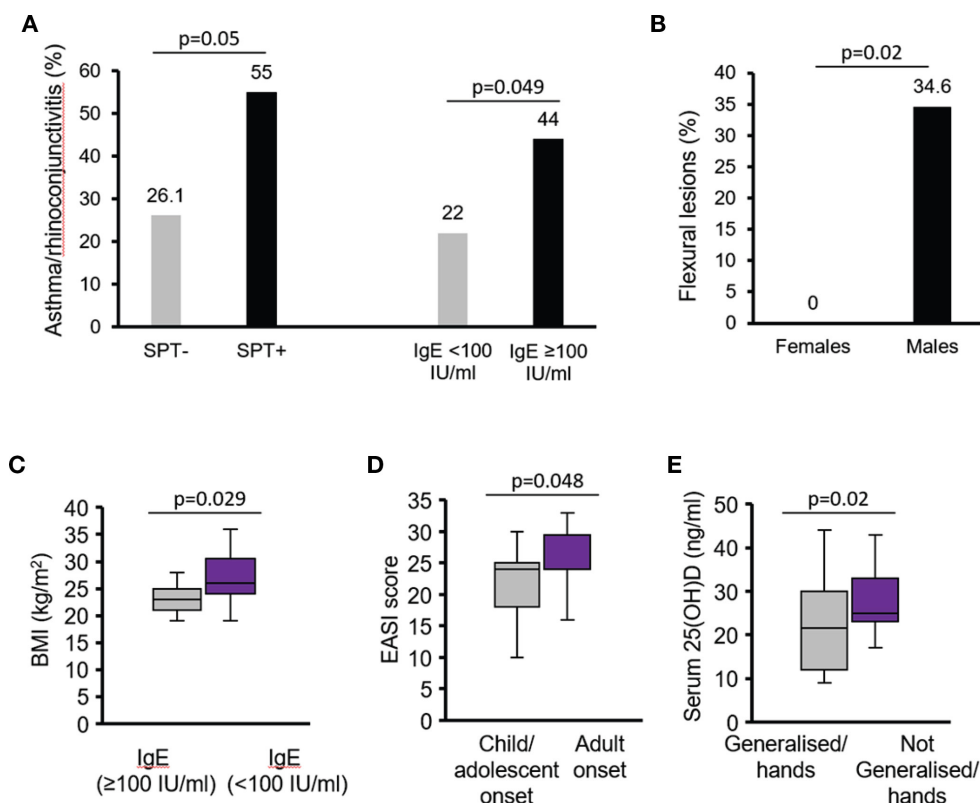 A
p=0.05
p=0.049
Asthma/rhinoconjunctivitis (%)
60
50
40
30
20
10
0
26.1
55
22
44
SPT-
SPT+
IgE <100
IU/ml
IgE ≥100
IU/ml
B
p=0.02
Flexural lesions (%)
40
35
30
25
20
15
10
5
0
0
34.6
Females
Males
C
p=0.029
BMI (kg/m²)
40
35
30
25
20
15
10
5
0
IgE
(≥100 IU/ml)
IgE
(<100 IU/ml)
D
p=0.048
EASI score
35
30
25
20
15
10
5
0
Child/
adolescent
onset
Adult
onset
E
p=0.02
Serum 25(OH)D (ng/ml)
50
40
30
20
10
0
Generalised/
hands
Not
Generalised/
hands